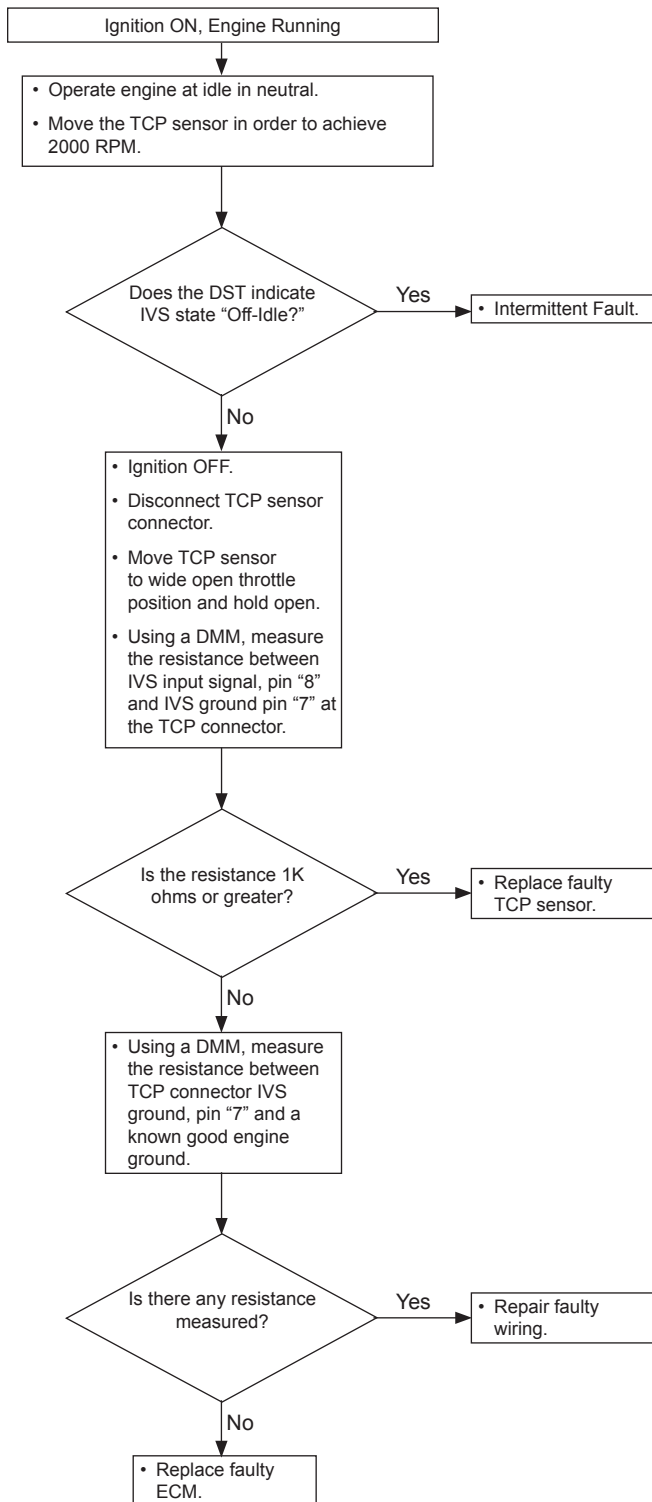 Ignition ON, Engine Running
• Operate engine at idle in neutral.
• Move the TCP sensor in order to achieve
2000 RPM.
Does the DST indicate
IVS state “Off-Idle?”
Yes
• Intermittent Fault.
No
• Ignition OFF.
• Disconnect TCP sensor
connector.
• Move TCP sensor
to wide open throttle
position and hold open.
• Using a DMM, measure
the resistance between
IVS input signal, pin “8”
and IVS ground pin “7” at
the TCP connector.
Is the resistance 1K
ohms or greater?
Yes
• Replace faulty
TCP sensor.
No
• Using a DMM, measure
the resistance between
TCP connector IVS
ground, pin “7” and a
known good engine
ground.
Is there any resistance
measured?
Yes
• Repair faulty
wiring.
No
• Replace faulty
ECM.